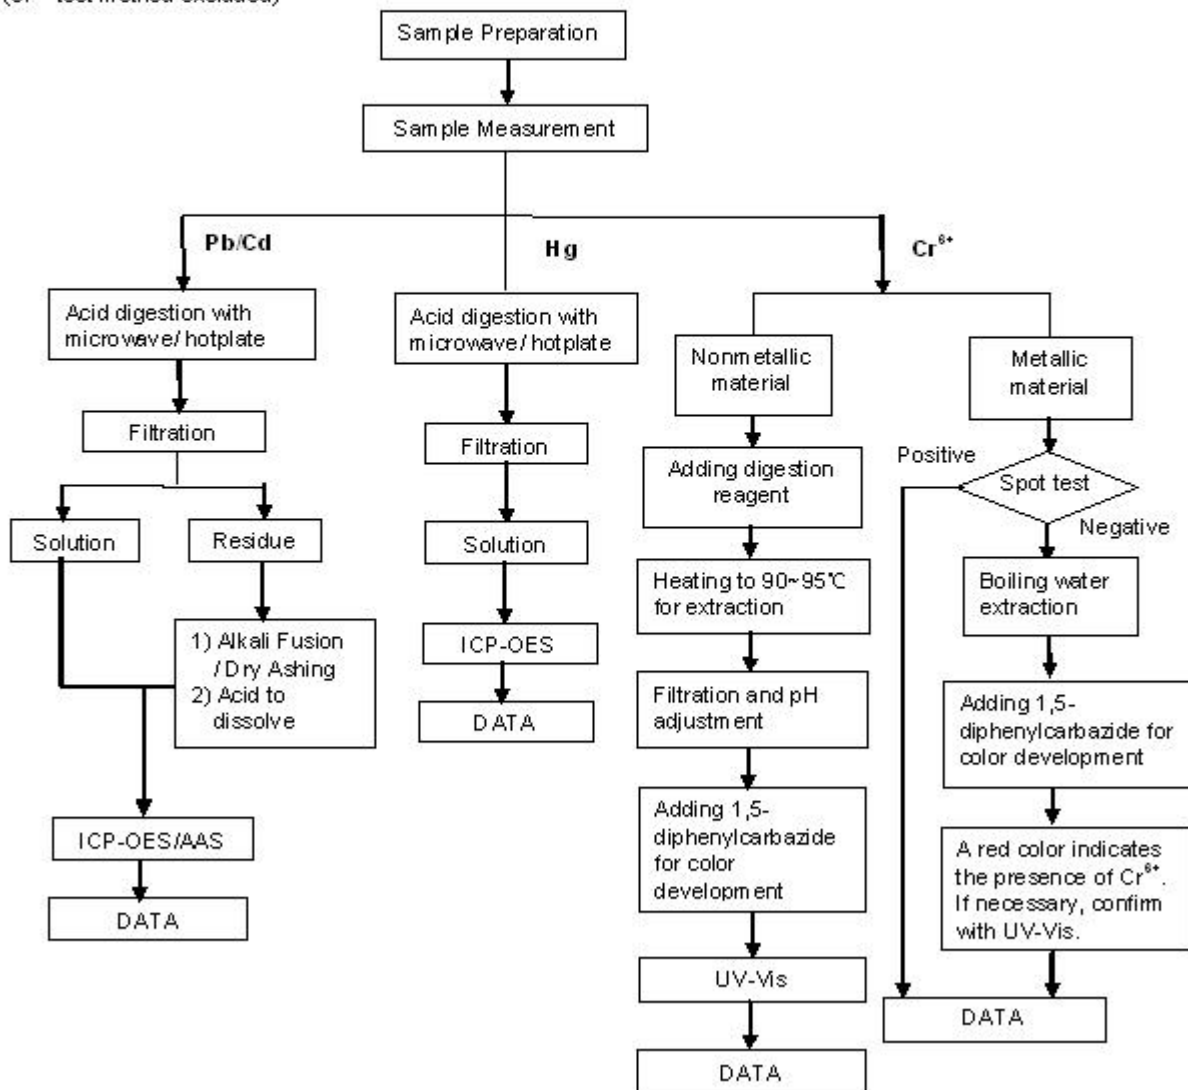 test method excluded)
Sample Preparation
Sample Measurement
Pb/Cd
Hg
Cr⁶⁺
Acid digestion with
microwave/ hotplate
Filtration
Solution
Residue
1) Alkali Fusion
/ Dry Ashing
2) Acid to
dissolve
ICP-OES/AAS
DATA
Acid digestion with
microwave/ hotplate
Filtration
Solution
ICP-OES
DATA
Nonmetallic
material
Adding digestion
reagent
Heating to 90~95℃
for extraction
Filtration and pH
adjustment
Adding 1,5-
diphenylcarbazide
for color
development
UV-Vis
DATA
Metallic
material
Spot test
Positive
Negative
Boiling water
extraction
Adding 1,5-
diphenylcarbazide for
color development
A red color indicates
the presence of Cr⁶⁺.
If necessary, confirm
with UV-Vis.
DATA